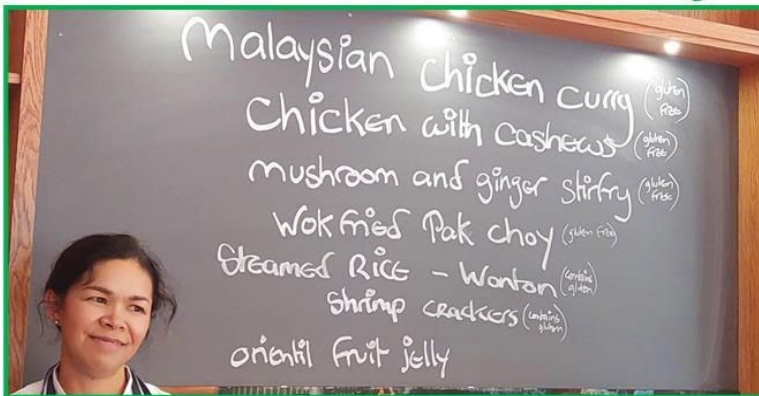 Malaysian Chicken Curry (gluten free)
Chicken with Cashews (gluten free)
mushroom and ginger stirfry (gluten free)
Wok fried Pak choy (gluten free)
Steamed Rice - Wonton (contains gluten)
Shrimp crackers (contains gluten)
oriental fruit jelly